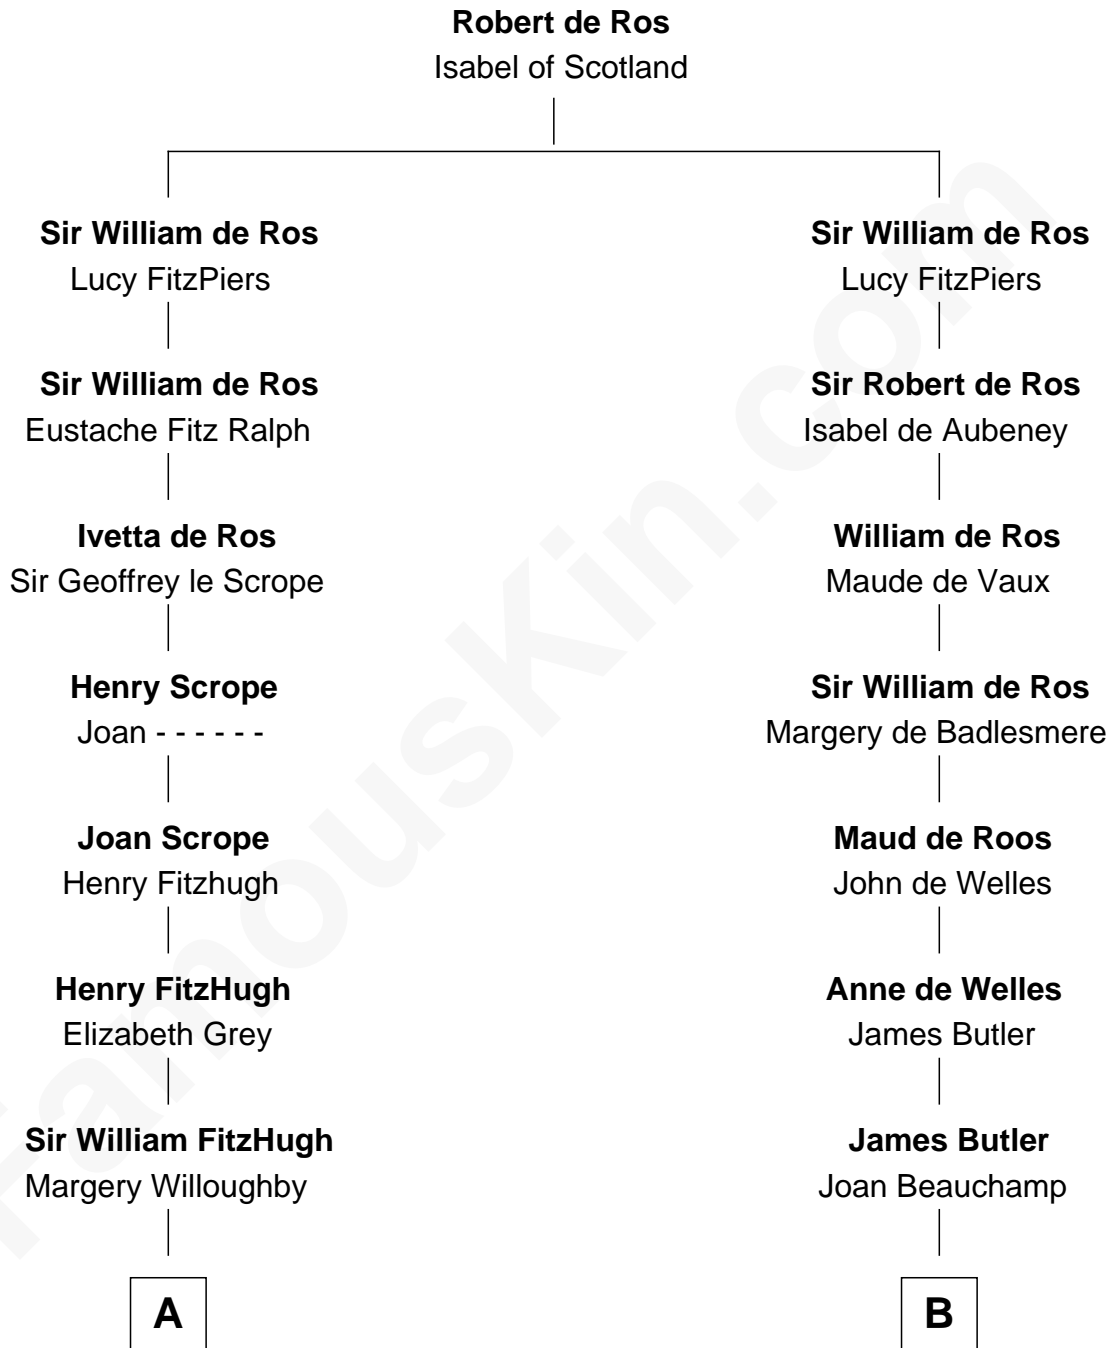 Robert de Ros
Isabel of Scotland
Sir William de Ros
Lucy FitzPiers
Sir William de Ros
Eustache Fitz Ralph
Ivetta de Ros
Sir Geoffrey le Scrope
Henry Scrope
Joan - - - - - -
Joan Scrope
Henry Fitzhugh
Henry FitzHugh
Elizabeth Grey
Sir William FitzHugh
Margery Willoughby
A
Sir William de Ros
Lucy FitzPiers
Sir Robert de Ros
Isabel de Aubeney
William de Ros
Maude de Vaux
Sir William de Ros
Margery de Badlesmere
Maud de Roos
John de Welles
Anne de Welles
James Butler
James Butler
Joan Beauchamp
B
FamousKin.com